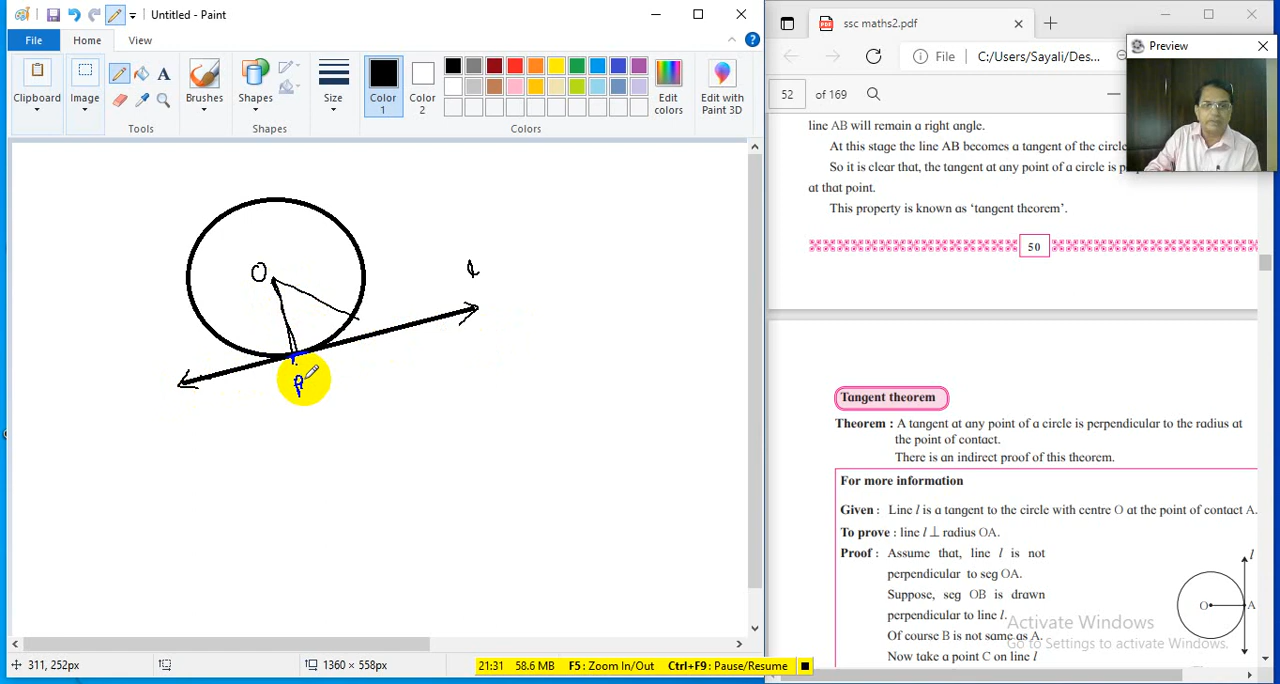 Untitled - Paint
File
Home
View
Clipboard
Image
Tools
Brushes
Shapes
Shapes
Size
Color
1
Color
2
Colors
Edit
colors
Edit with
Paint 3D
O
l
P
311, 252px
1360 × 558px
21:31 58.6 MB F5: Zoom In/Out Ctrl+F9: Pause/Resume
ssc maths2.pdf
File
C:/Users/Sayali/Des...
52 of 169
Preview
line AB will remain a right angle.
At this stage the line AB becomes a tangent of the circle
So it is clear that, the tangent at any point of a circle is
at that point.
This property is known as ‘tangent theorem’.
50
Tangent theorem
Theorem : A tangent at any point of a circle is perpendicular to the radius at
the point of contact.
There is an indirect proof of this theorem.
For more information
Given : Line l is a tangent to the circle with centre O at the point of contact A.
To prove : line l ⊥ radius OA.
Proof : Assume that, line l is not
perpendicular to seg OA.
Suppose, seg OB is drawn
perpendicular to line l.
Of course B is not same as A.
Now take a point C on line l
l
O
A
Activate Windows
Go to Settings to activate Windows.